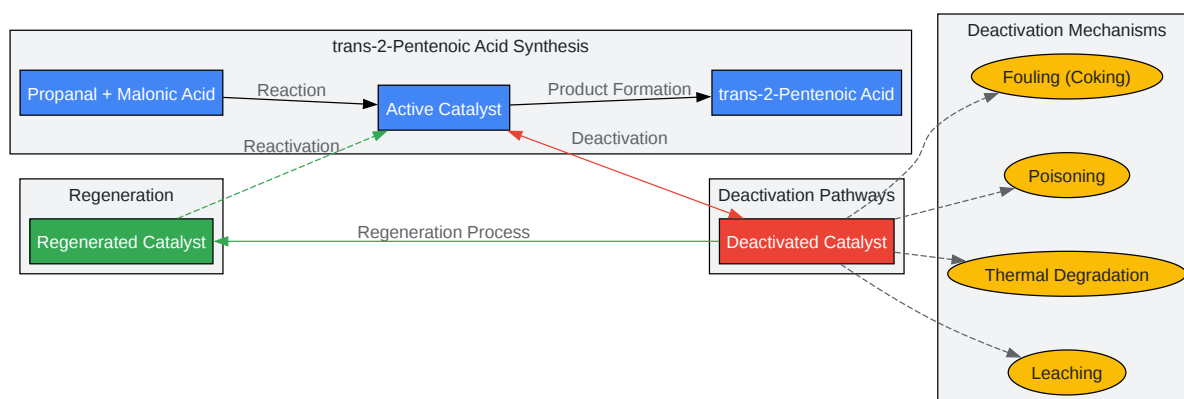 trans-2-Pentenoic Acid Synthesis
Propanal + Malonic Acid
Reaction
Active Catalyst
Product Formation
trans-2-Pentenoic Acid
Reactivation
Deactivation
Regeneration
Regenerated Catalyst
Regeneration Process
Deactivation Pathways
Deactivated Catalyst
Deactivation Mechanisms
Fouling (Coking)
Poisoning
Thermal Degradation
Leaching